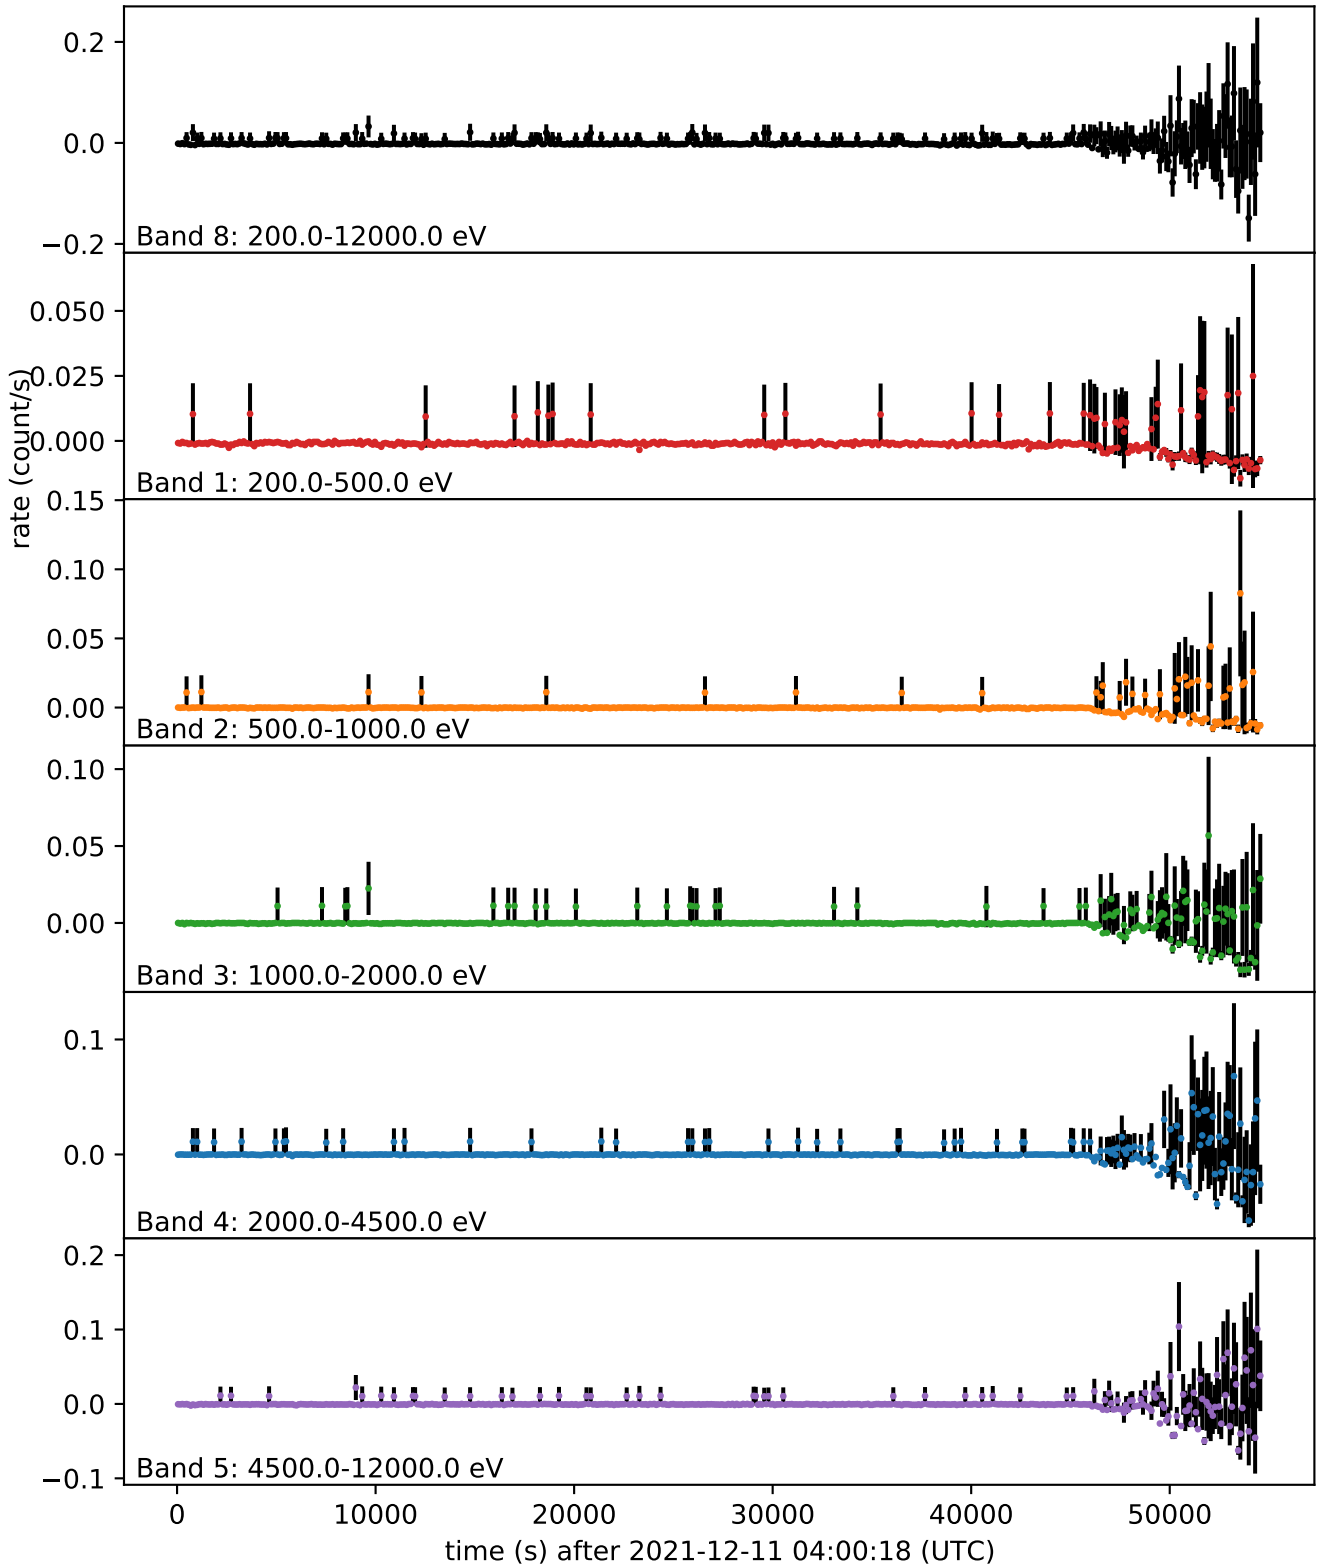 0.2
0.0
−0.2
Band 8: 200.0-12000.0 eV
0.050
0.025
0.000
Band 1: 200.0-500.0 eV
rate (count/s)
0.15
0.10
0.05
0.00
Band 2: 500.0-1000.0 eV
0.10
0.05
0.00
Band 3: 1000.0-2000.0 eV
0.1
0.0
Band 4: 2000.0-4500.0 eV
0.2
0.1
0.0
−0.1
Band 5: 4500.0-12000.0 eV
0 10000 20000 30000 40000 50000
time (s) after 2021-12-11 04:00:18 (UTC)